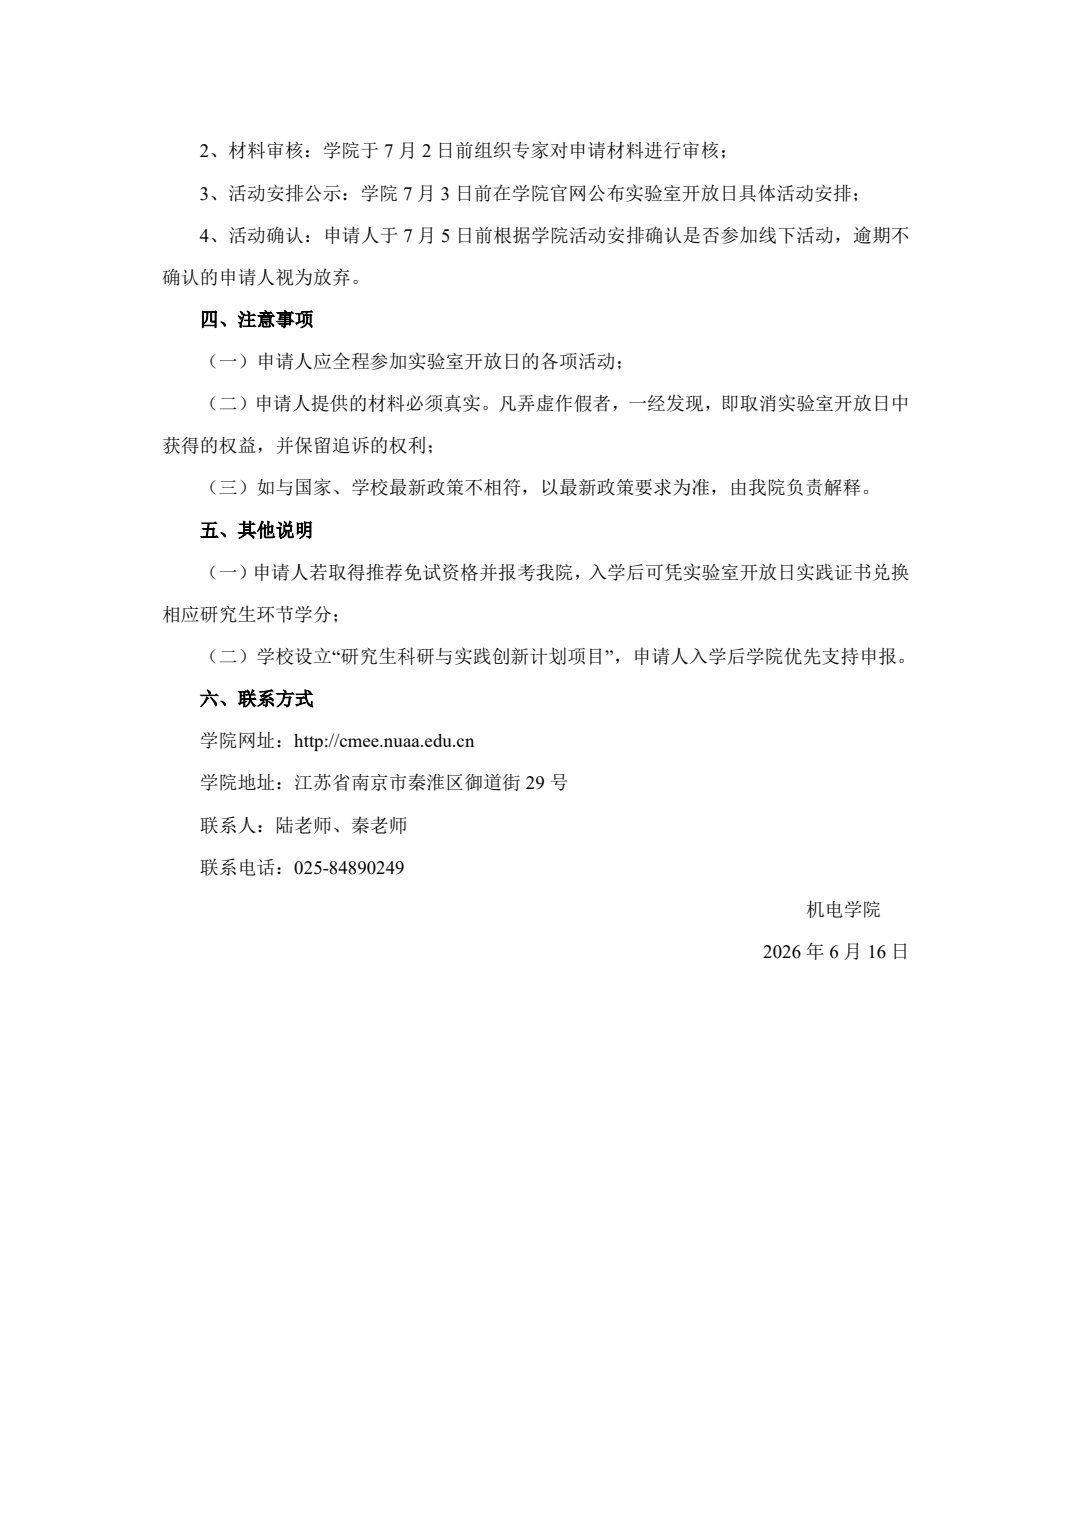 2、材料审核：学院于 7 月 2 日前组织专家对申请材料进行审核；
3、活动安排公示：学院 7 月 3 日前在学院官网公布实验室开放日具体活动安排；
4、活动确认：申请人于 7 月 5 日前根据学院活动安排确认是否参加线下活动，逾期不
确认的申请人视为放弃。
四、注意事项
（一）申请人应全程参加实验室开放日的各项活动；
（二）申请人提供的材料必须真实。凡弄虚作假者，一经发现，即取消实验室开放日中
获得的权益，并保留追诉的权利；
（三）如与国家、学校最新政策不相符，以最新政策要求为准，由我院负责解释。
五、其他说明
（一）申请人若取得推荐免试资格并报考我院，入学后可凭实验室开放日实践证书兑换
相应研究生环节学分；
（二）学校设立“研究生科研与实践创新计划项目”，申请人入学后学院优先支持申报。
六、联系方式
学院网址：http://cmee.nuaa.edu.cn
学院地址：江苏省南京市秦淮区御道街 29 号
联系人：陆老师、秦老师
联系电话：025-84890249
机电学院
2026 年 6 月 16 日